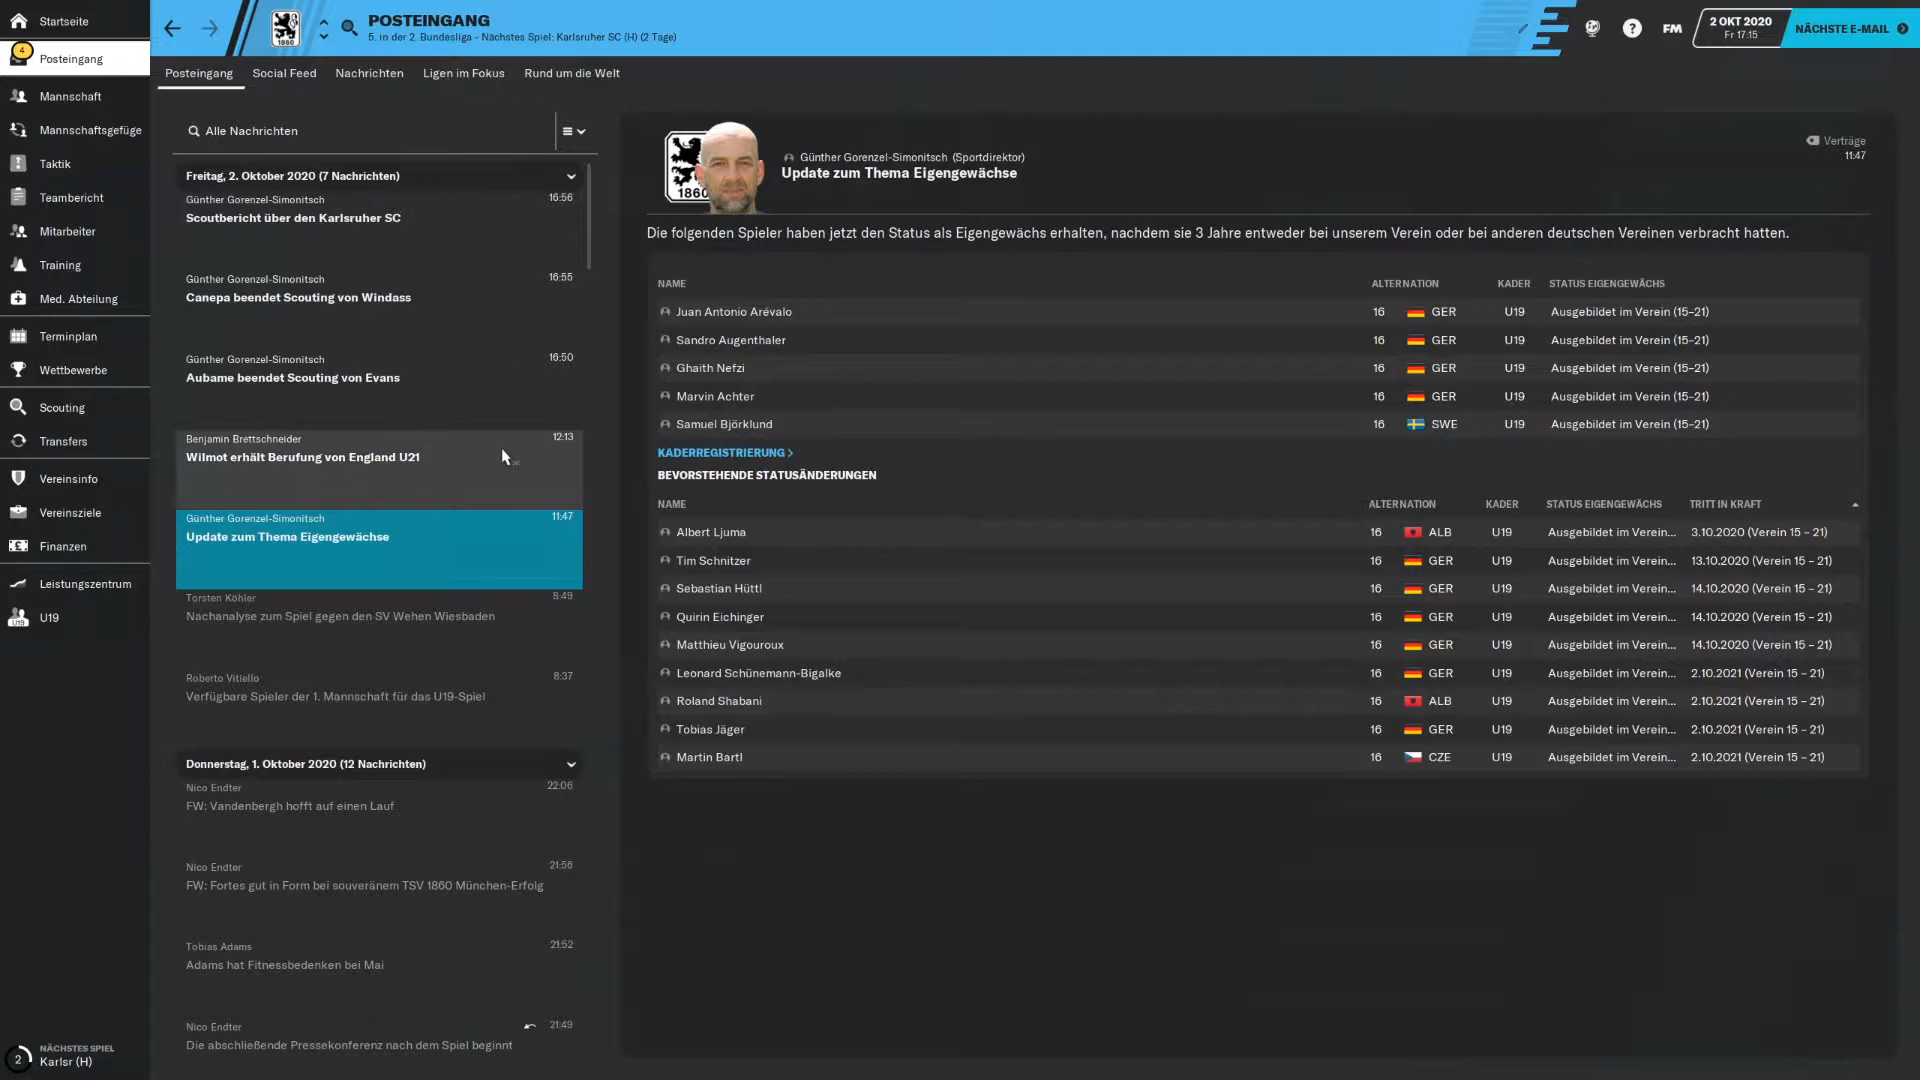 Startseite
4
Posteingang
Mannschaft
Mannschaftsgefüge
Taktik
Teambericht
Mitarbeiter
Training
Med. Abteilung
Terminplan
Wettbewerbe
Scouting
Transfers
Vereinsinfo
Vereinsziele
Finanzen
Leistungszentrum
U19
U19
2
NÄCHSTES SPIEL
Karlsr (H)
1860
POSTEINGANG
5. in der 2. Bundesliga - Nächstes Spiel: Karlsruher SC (H) (2 Tage)
?
FM
2 OKT 2020
Fr 17:15
NÄCHSTE E-MAIL
Posteingang Social Feed Nachrichten Ligen im Fokus Rund um die Welt
Alle Nachrichten
Freitag, 2. Oktober 2020 (7 Nachrichten)
Günther Gorenzel-Simonitsch 16:56
Scoutbericht über den Karlsruher SC
Günther Gorenzel-Simonitsch 16:55
Canepa beendet Scouting von Windass
Günther Gorenzel-Simonitsch 16:50
Aubame beendet Scouting von Evans
Benjamin Brettschneider 12:13
Wilmot erhält Berufung von England U21
Günther Gorenzel-Simonitsch 11:47
Update zum Thema Eigengewächse
Torsten Köhler 8:49
Nachanalyse zum Spiel gegen den SV Wehen Wiesbaden
Roberto Vitiello 8:37
Verfügbare Spieler der 1. Mannschaft für das U19-Spiel
Donnerstag, 1. Oktober 2020 (12 Nachrichten)
Nico Endter 22:06
FW: Vandenbergh hofft auf einen Lauf
Nico Endter 21:56
FW: Fortes gut in Form bei souveränem TSV 1860 München-Erfolg
Tobias Adams 21:52
Adams hat Fitnessbedenken bei Mai
Nico Endter 21:49
Die abschließende Pressekonferenz nach dem Spiel beginnt
1860
Günther Gorenzel-Simonitsch (Sportdirektor)
Update zum Thema Eigengewächse
Verträge
11:47
Die folgenden Spieler haben jetzt den Status als Eigengewächs erhalten, nachdem sie 3 Jahre entweder bei unserem Verein oder bei anderen deutschen Vereinen verbracht hatten.
NAME ALTER NATION KADER STATUS EIGENGEWÄCHS
Juan Antonio Arévalo 16 GER U19 Ausgebildet im Verein (15-21)
Sandro Augenthaler 16 GER U19 Ausgebildet im Verein (15-21)
Ghaith Nefzi 16 GER U19 Ausgebildet im Verein (15-21)
Marvin Achter 16 GER U19 Ausgebildet im Verein (15-21)
Samuel Björklund 16 SWE U19 Ausgebildet im Verein (15-21)
KADERREGISTRIERUNG >
BEVORSTEHENDE STATUSÄNDERUNGEN
NAME ALTER NATION KADER STATUS EIGENGEWÄCHS TRITT IN KRAFT
Albert Ljuma 16 ALB U19 Ausgebildet im Verein... 3.10.2020 (Verein 15 – 21)
Tim Schnitzer 16 GER U19 Ausgebildet im Verein... 13.10.2020 (Verein 15 – 21)
Sebastian Hüttl 16 GER U19 Ausgebildet im Verein... 14.10.2020 (Verein 15 – 21)
Quirin Eichinger 16 GER U19 Ausgebildet im Verein... 14.10.2020 (Verein 15 – 21)
Matthieu Vigouroux 16 GER U19 Ausgebildet im Verein... 14.10.2020 (Verein 15 – 21)
Leonard Schünemann-Bigalke 16 GER U19 Ausgebildet im Verein... 2.10.2021 (Verein 15 – 21)
Roland Shabani 16 ALB U19 Ausgebildet im Verein... 2.10.2021 (Verein 15 – 21)
Tobias Jäger 16 GER U19 Ausgebildet im Verein... 2.10.2021 (Verein 15 – 21)
Martin Bartl 16 CZE U19 Ausgebildet im Verein... 2.10.2021 (Verein 15 – 21)